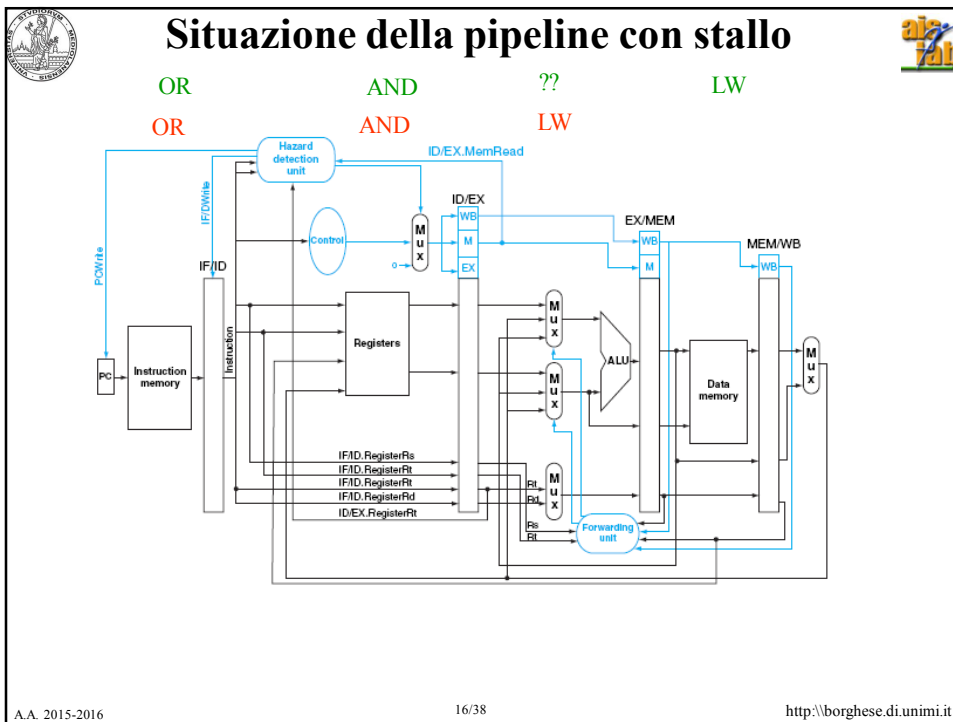 Situazione della pipeline con stallo
OR AND ?? LW
OR AND LW
Hazard
detection
unit
ID/EX.MemRead
ID/EX
IF/DWrite
PCWrite
Control
M
u
x
0
WB
M
EX
EX/MEM
WB
M
MEM/WB
WB
IF/ID
PC
Instruction
memory
Instruction
Registers
M
u
x
M
u
x
ALU
Data
memory
M
u
x
IF/ID.RegisterRs
IF/ID.RegisterRt
IF/ID.RegisterRt
IF/ID.RegisterRd
ID/EX.RegisterRt
Rt
Rd
M
u
x
Rs
Rt
Forwarding
unit
A.A. 2015-2016
16/38
http:\\borghese.di.unimi.it